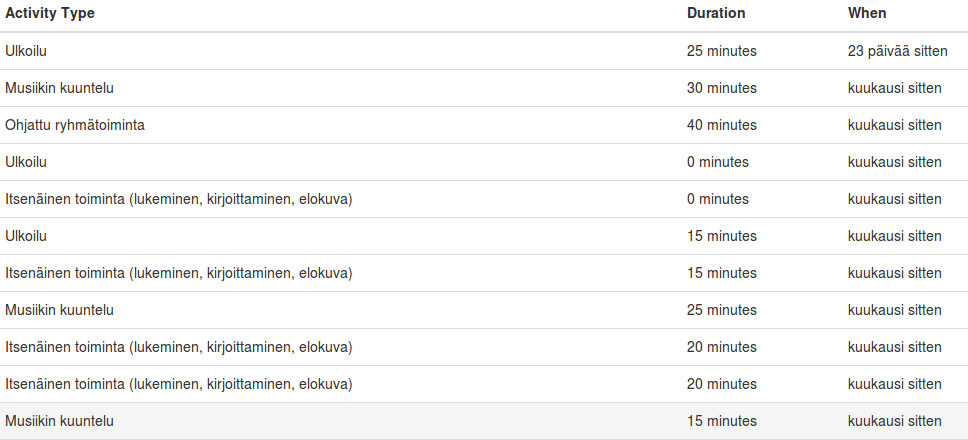 Activity Type Duration When
Ulkoilu 25 minutes 23 päivää sitten
Musiikin kuuntelu 30 minutes kuukausi sitten
Ohjattu ryhmätoiminta 40 minutes kuukausi sitten
Ulkoilu 0 minutes kuukausi sitten
Itsenäinen toiminta (lukeminen, kirjoittaminen, elokuva) 0 minutes kuukausi sitten
Ulkoilu 15 minutes kuukausi sitten
Itsenäinen toiminta (lukeminen, kirjoittaminen, elokuva) 15 minutes kuukausi sitten
Musiikin kuuntelu 25 minutes kuukausi sitten
Itsenäinen toiminta (lukeminen, kirjoittaminen, elokuva) 20 minutes kuukausi sitten
Itsenäinen toiminta (lukeminen, kirjoittaminen, elokuva) 20 minutes kuukausi sitten
Musiikin kuuntelu 15 minutes kuukausi sitten